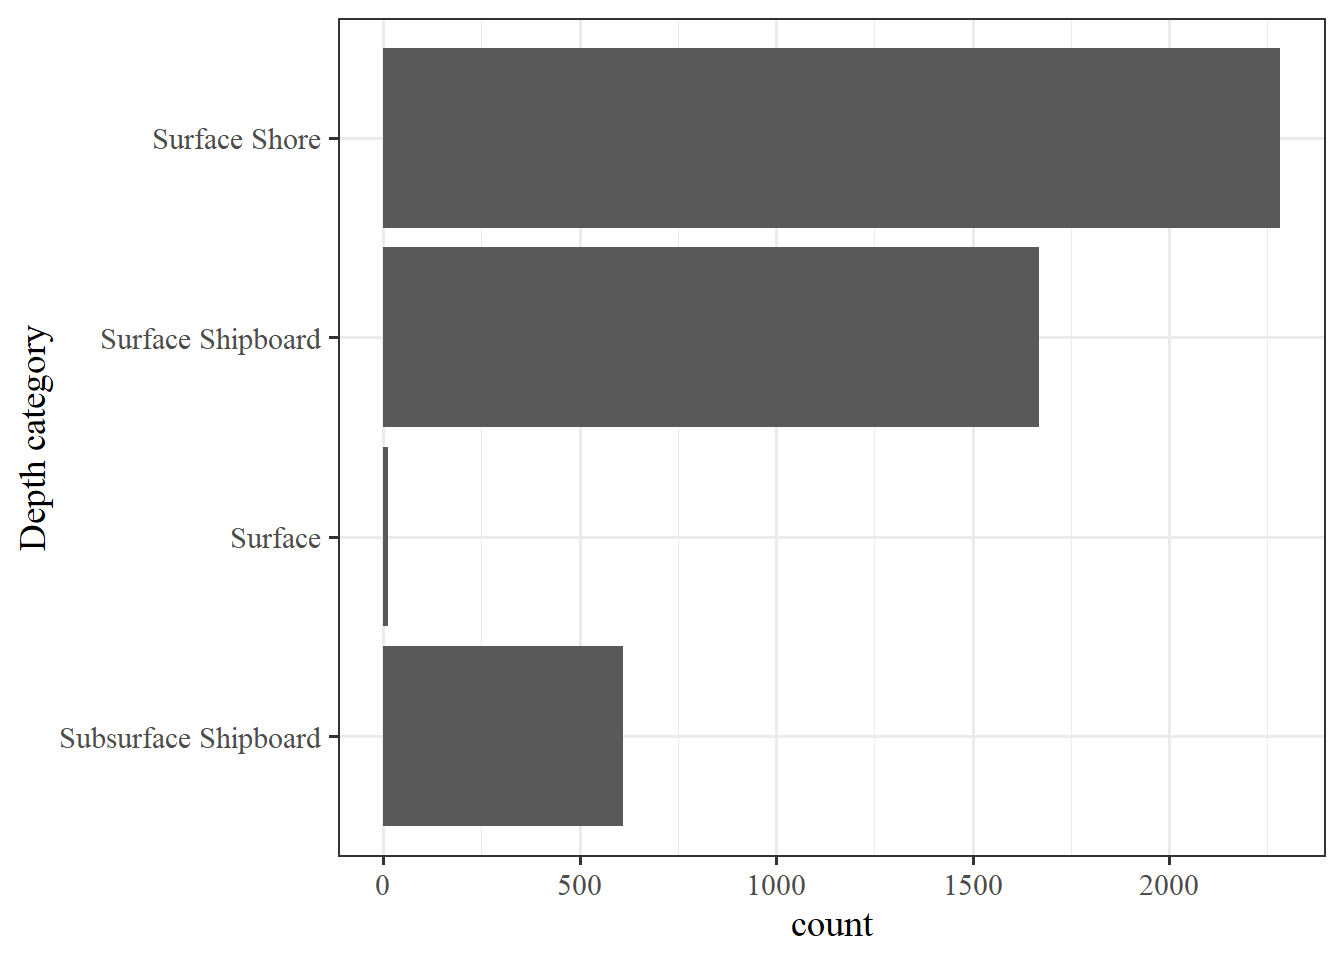 Depth category
Surface Shore
Surface Shipboard
Surface
Subsurface Shipboard
0 500 1000 1500 2000
count